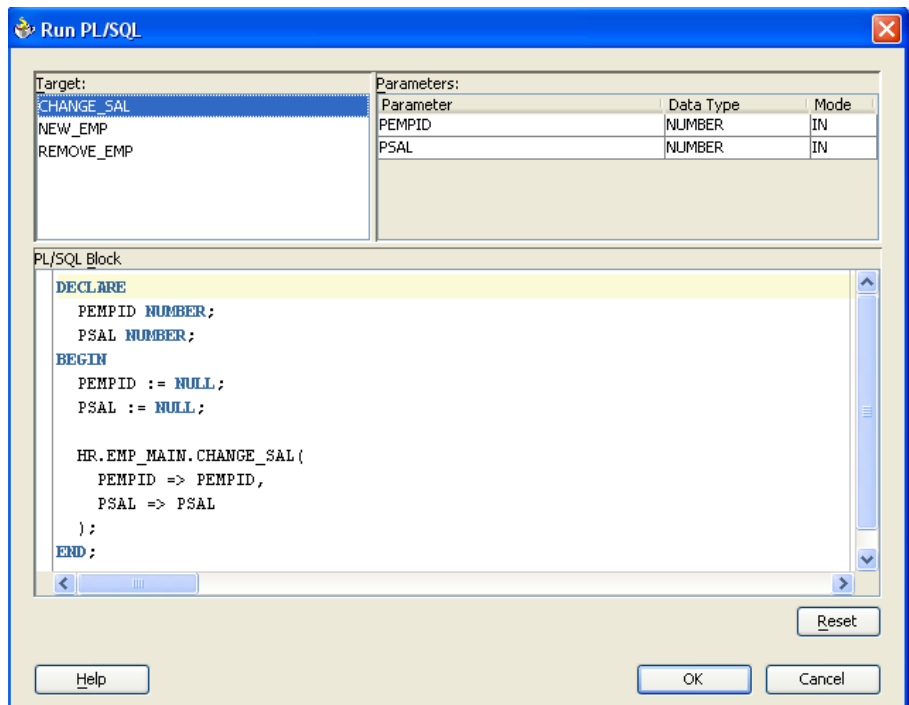 Run PL/SQL
Target:
CHANGE_SAL
NEW_EMP
REMOVE_EMP
Parameters:
Parameter Data Type Mode
PEMPID NUMBER IN
PSAL NUMBER IN
PL/SQL Block
DECLARE
PEMPID NUMBER;
PSAL NUMBER;
BEGIN
PEMPID := NULL;
PSAL := NULL;
HR.EMP_MAIN.CHANGE_SAL(
PEMPID => PEMPID,
PSAL => PSAL
);
END;
Reset
Help OK Cancel